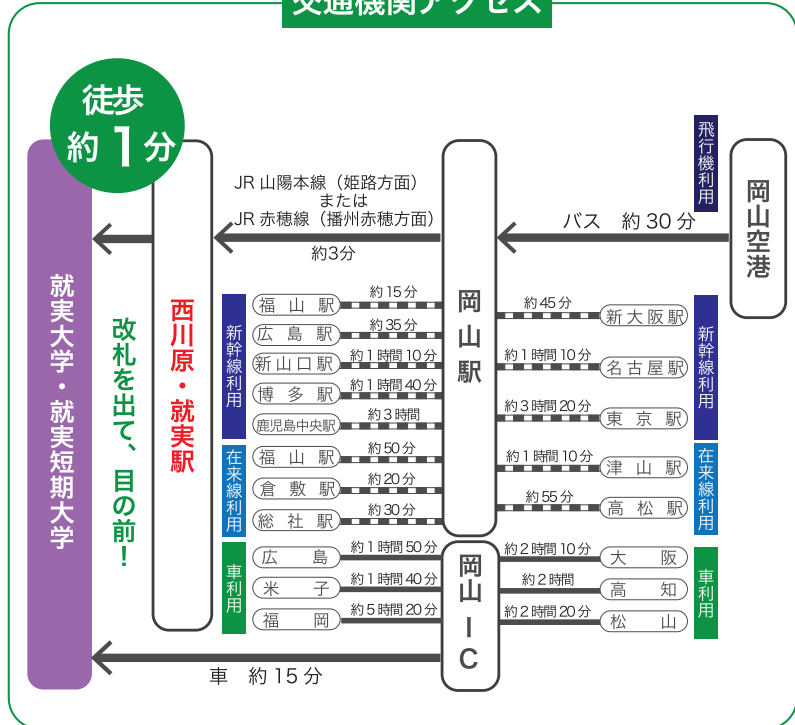 交通機関アクセス
徒歩
約1分
飛行機利用
岡山空港
バス 約30分
岡山駅
JR 山陽本線（姫路方面）
または
JR 赤穂線（播州赤穂方面）
約3分
西川原・就実駅
改札を出て、目の前！
就実大学・就実短期大学
新幹線利用
福山駅
約15分
広島駅
約35分
新山口駅
約1時間10分
博多駅
約1時間40分
鹿児島中央駅
約3時間
在来線利用
福山駅
約50分
倉敷駅
約20分
総社駅
約30分
車利用
広島
約1時間50分
米子
約1時間40分
福岡
約5時間20分
新幹線利用
約45分
新大阪駅
約1時間10分
名古屋駅
約3時間20分
東京駅
在来線利用
約1時間10分
津山駅
約55分
高松駅
車利用
約2時間10分
大阪
約2時間
高知
約2時間20分
松山
岡山IC
車 約15分